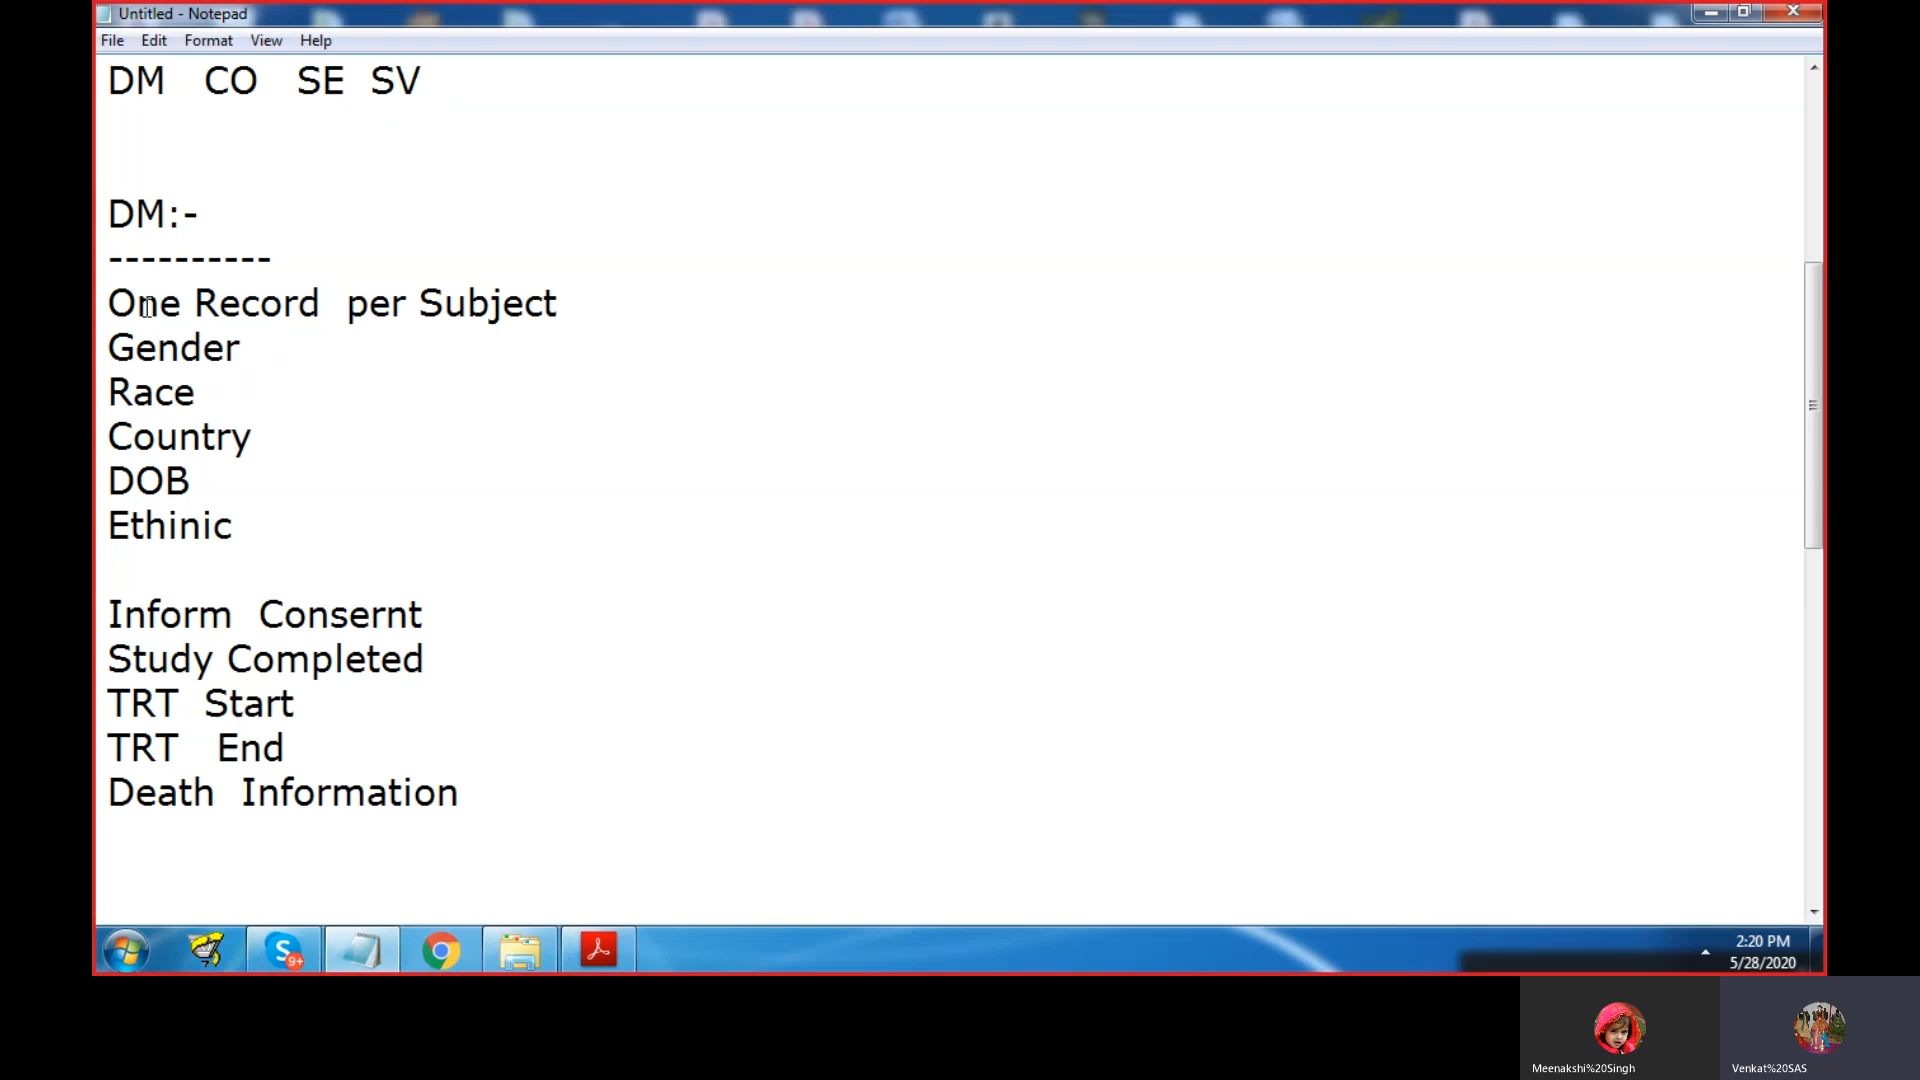 Untitled - Notepad
File Edit Format View Help
DM CO SE SV
DM:-
----------
One Record per Subject
Gender
Race
Country
DOB
Ethinic
Inform Consernt
Study Completed
TRT Start
TRT End
Death Information
S 9+
2:20 PM
5/28/2020
Meenakshi%20Singh
Venkat%20SAS